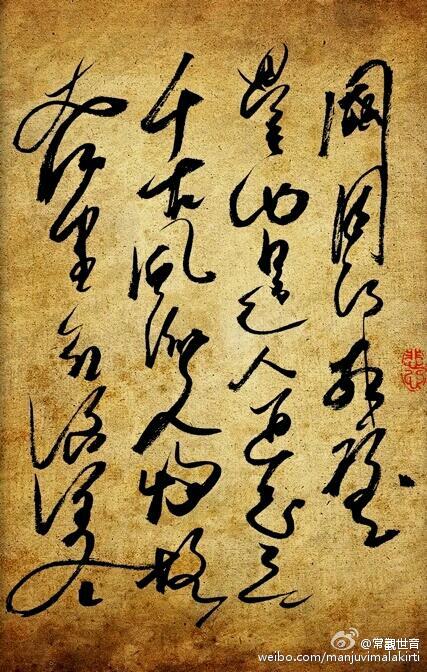 大江東去浪淘盡
千古風流人物故
壘西邊人道是三
國周郎赤壁
@常觀世音
weibo.com/manjuvimalakirti